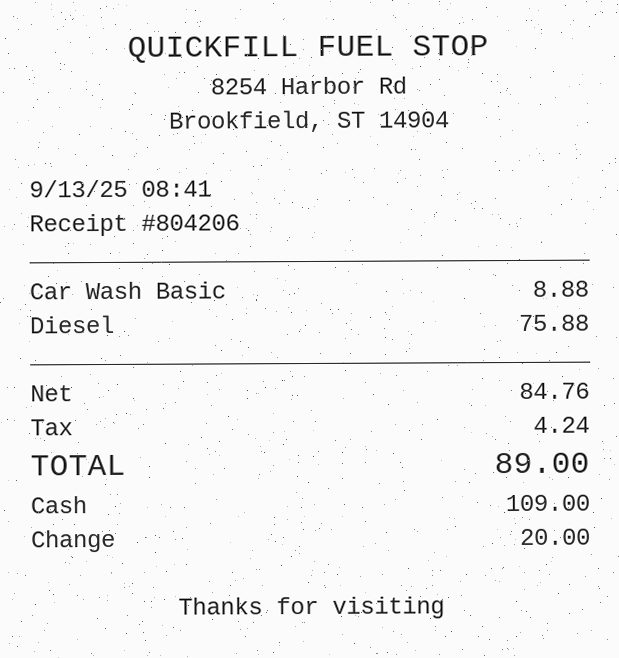 QUICKFILL FUEL STOP
8254 Harbor Rd
Brookfield, ST 14904
9/13/25 08:41
Receipt #804206
Car Wash Basic 8.88
Diesel 75.88
Net 84.76
Tax 4.24
TOTAL 89.00
Cash 109.00
Change 20.00
Thanks for visiting